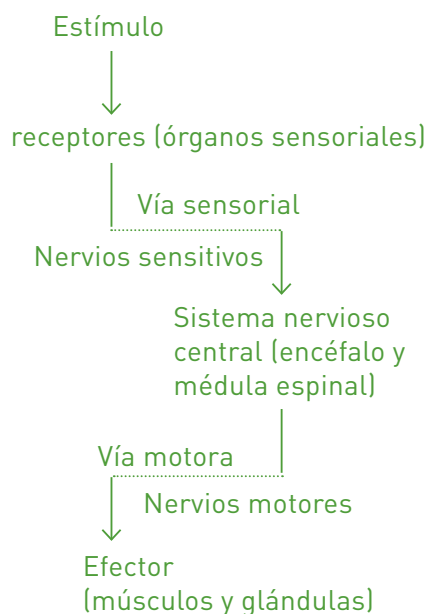 Estímulo
receptores (órganos sensoriales)
Vía sensorial
Nervios sensitivos
Sistema nervioso
central (encéfalo y
médula espinal)
Vía motora
Nervios motores
Efector
(músculos y glándulas)